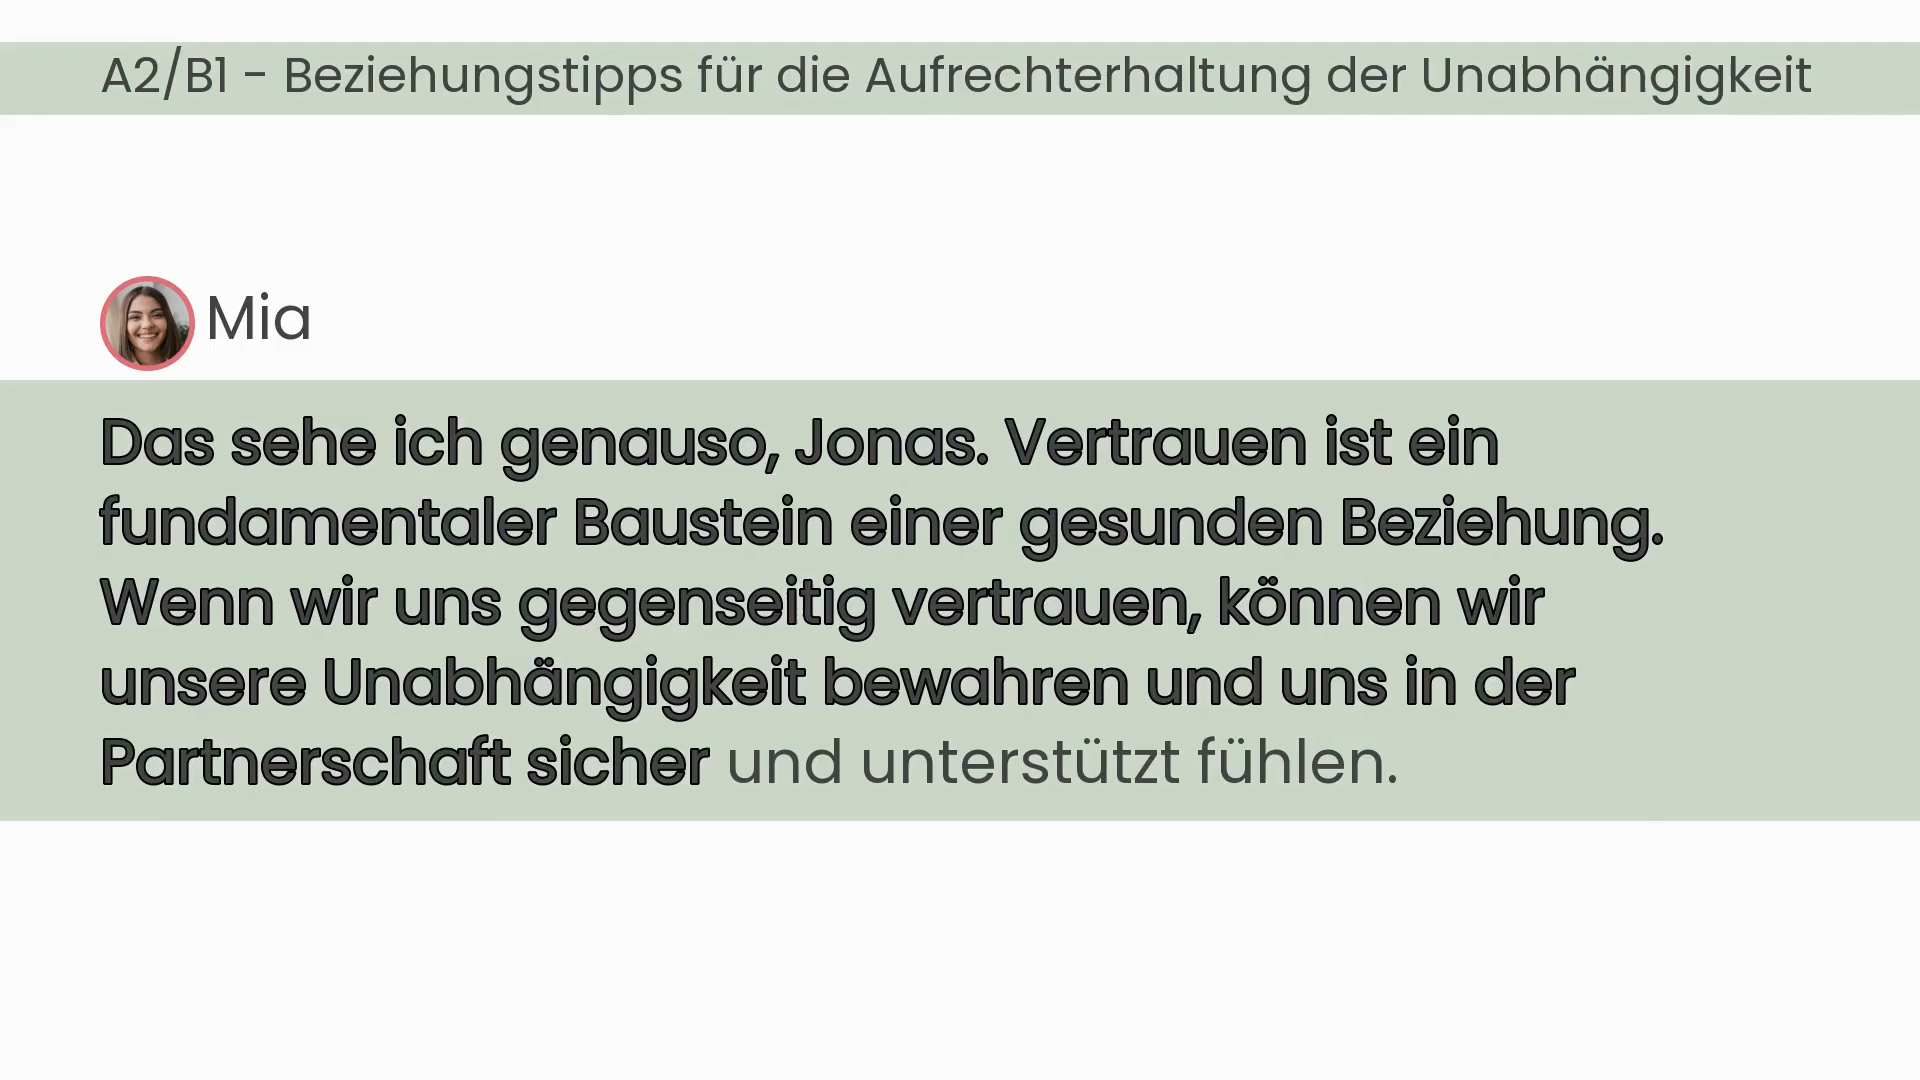 A2/B1 - Beziehungstipps für die Aufrechterhaltung der Unabhängigkeit
Mia
Das sehe ich genauso, Jonas. Vertrauen ist ein
fundamentaler Baustein einer gesunden Beziehung.
Wenn wir uns gegenseitig vertrauen, können wir
unsere Unabhängigkeit bewahren und uns in der
Partnerschaft sicher und unterstützt fühlen.